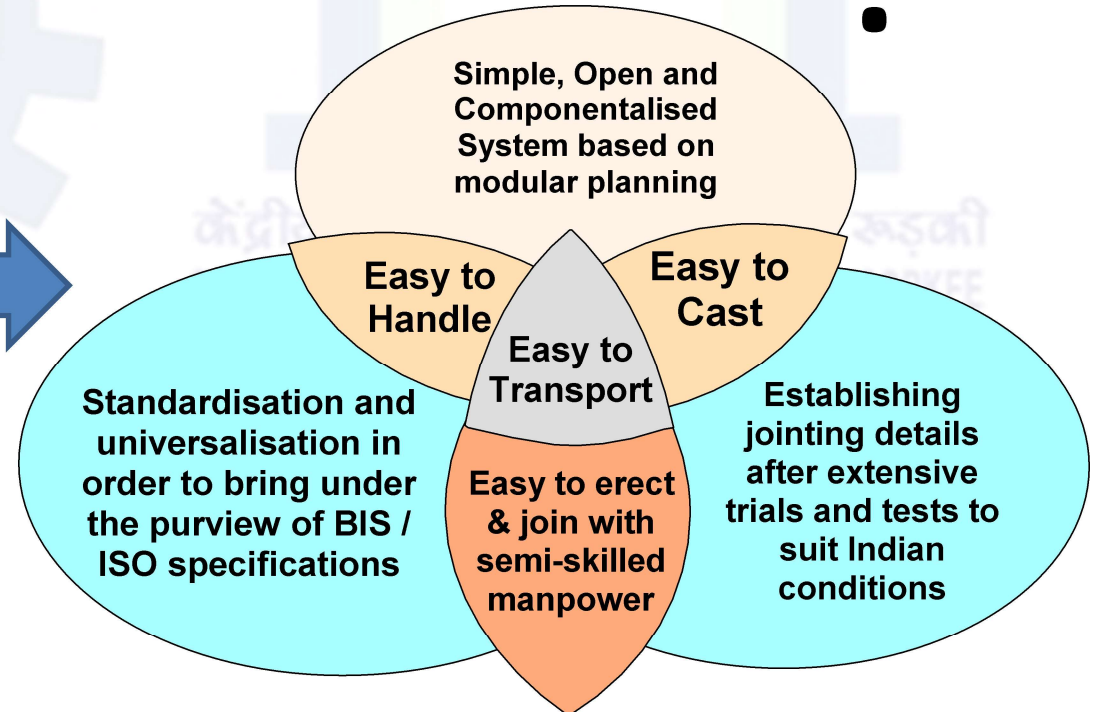 Simple, Open and
Componentalised
System based on
modular planning
केंद्रीय
रूड़की
Easy to
Handle
Easy to
Cast
Easy to
Transport
Standardisation and
universalisation in
order to bring under
the purview of BIS /
ISO specifications
Establishing
jointing details
after extensive
trials and tests to
suit Indian
conditions
Easy to erect
& join with
semi-skilled
manpower